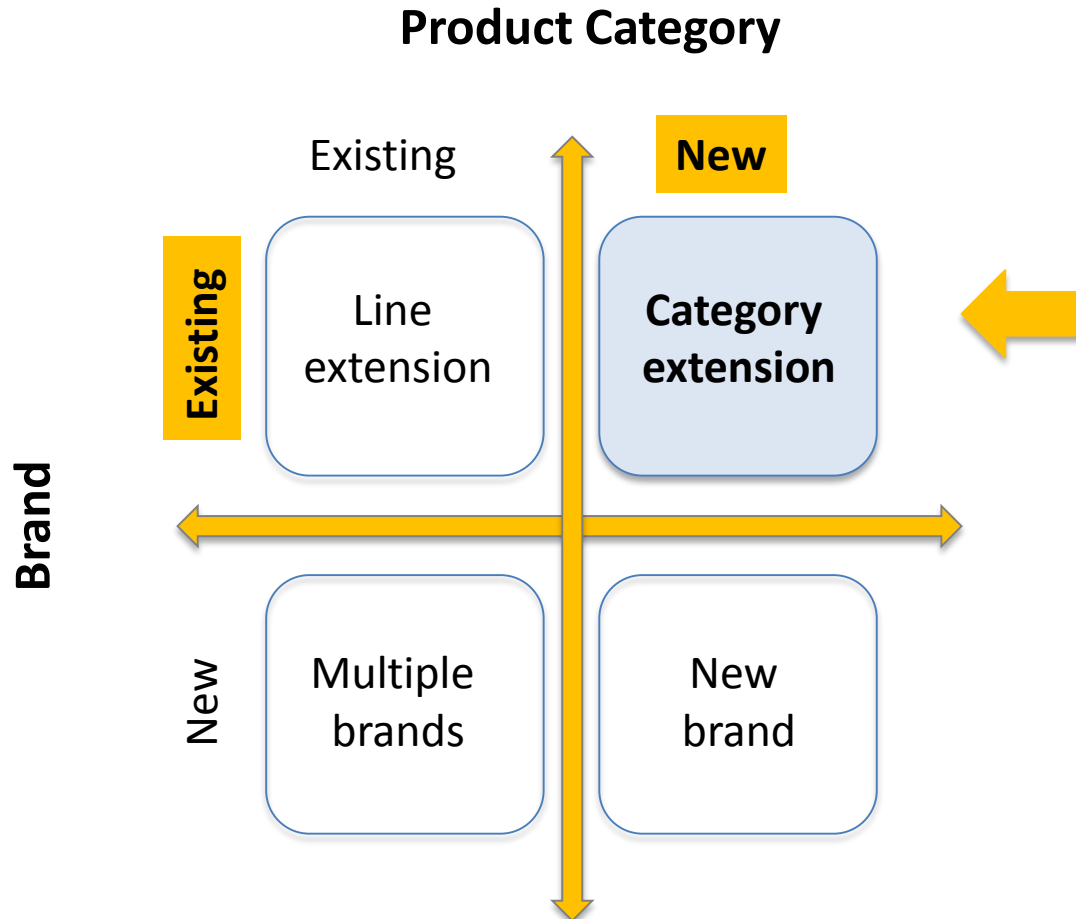 Product Category
Existing
New
Existing
Line
extension
Category
extension
Brand
New
Multiple
brands
New
brand